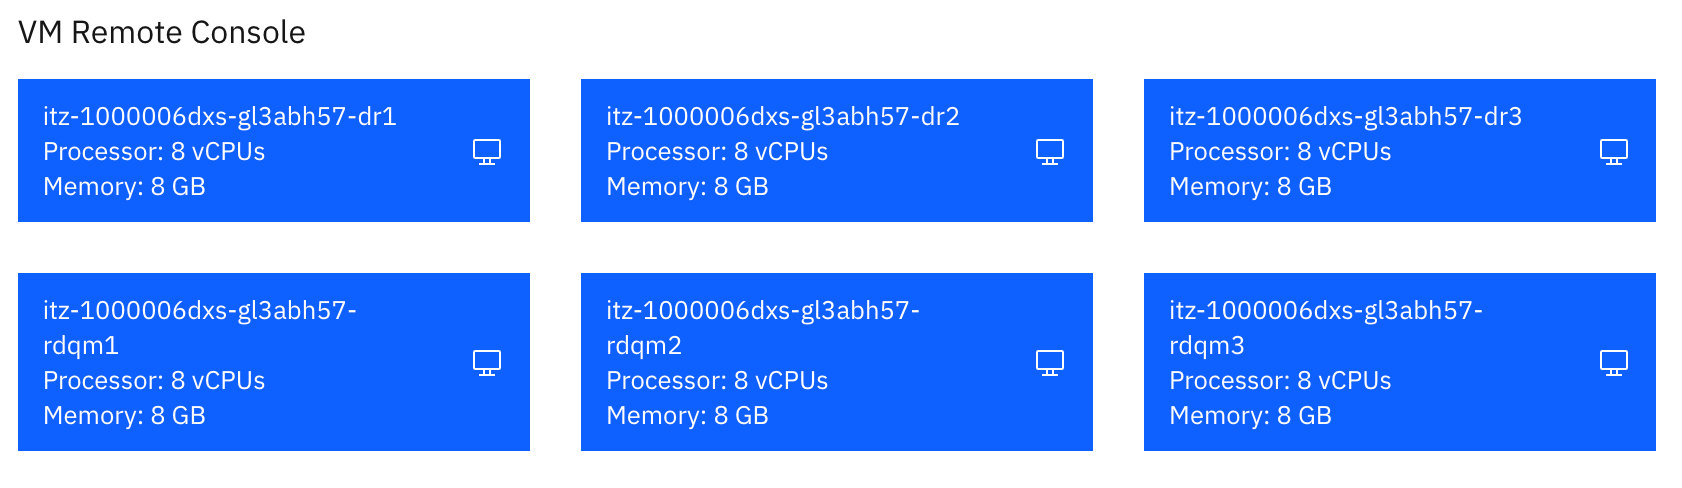 VM Remote Console
itz-1000006dxs-gl3abh57-dr1
Processor: 8 vCPUs
Memory: 8 GB
itz-1000006dxs-gl3abh57-dr2
Processor: 8 vCPUs
Memory: 8 GB
itz-1000006dxs-gl3abh57-dr3
Processor: 8 vCPUs
Memory: 8 GB
itz-1000006dxs-gl3abh57-
rdqm1
Processor: 8 vCPUs
Memory: 8 GB
itz-1000006dxs-gl3abh57-
rdqm2
Processor: 8 vCPUs
Memory: 8 GB
itz-1000006dxs-gl3abh57-
rdqm3
Processor: 8 vCPUs
Memory: 8 GB